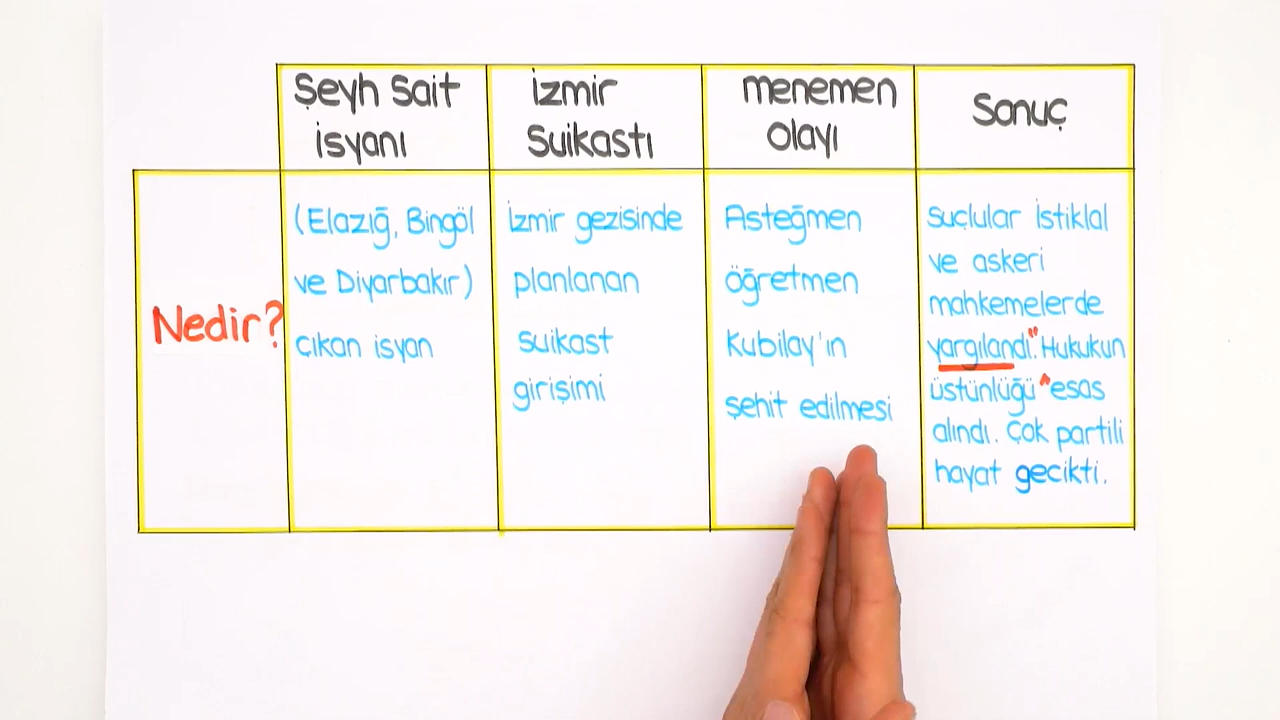 Şeyh Sait
İsyanı
İzmir
Suikastı
menemen
OLAYI
Sonuç
Nedir?
(Elazığ, Bingöl
ve Diyarbakır)
çıkan isyan
İzmir gezisinde
planlanan
suikast
girişimi
Asteğmen
öğretmen
Kubilay'ın
şehit edilmesi
Suçlular İstiklal
ve askeri
mahkemelerde
yargılandı. "Hukukun
üstünlüğü" esas
alındı. Çok partili
hayat gecikti.